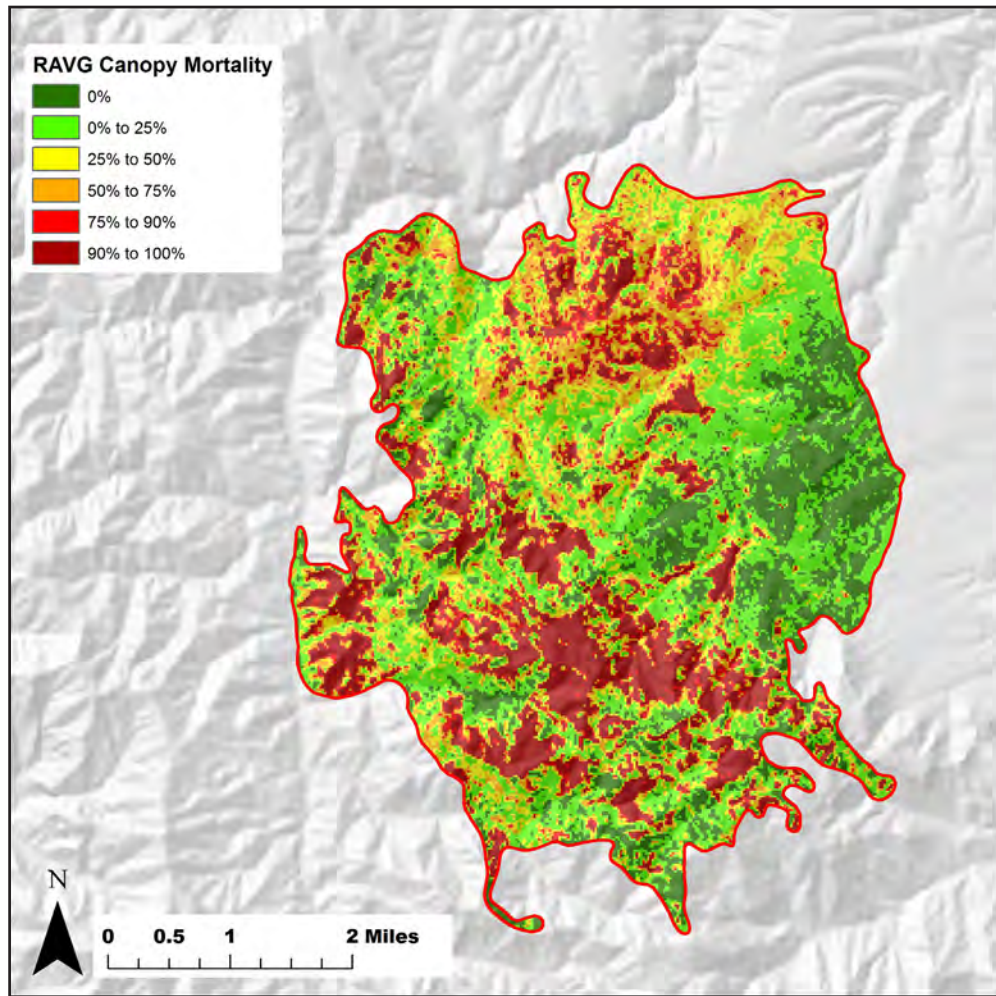 RAVG Canopy Mortality
0%
0% to 25%
25% to 50%
50% to 75%
75% to 90%
90% to 100%
N
0 0.5 1 2 Miles